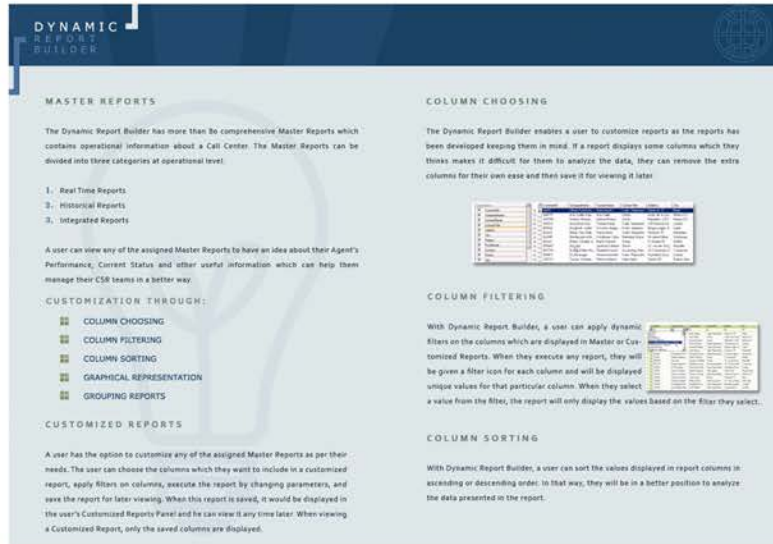 DYNAMIC
REPORT
BUILDER
MASTER REPORTS
The Dynamic Report Builder has more than 80 comprehensive Master Reports which
contains operational information about a Call Center. The Master Reports can be
divided into three categories at operational level:
1. Real Time Reports
2. Historical Reports
3. Integrated Reports
A user can view any of the assigned Master Reports to have an idea about their Agent's
Performance, Current Status and other useful information which can help them
manage their CSR teams in a better way.
CUSTOMIZATION THROUGH:
COLUMN CHOOSING
COLUMN FILTERING
COLUMN SORTING
GRAPHICAL REPRESENTATION
GROUPING REPORTS
CUSTOMIZED REPORTS
A user has the option to customize any of the assigned Master Reports as per their
needs. The user can choose the columns which they want to include in a customized
report, apply filters on columns, execute the report by changing parameters, and
save the report for later viewing. When this report is saved, it would be displayed in
the user's Customized Reports Panel and he can view it any time later. When viewing
a Customized Report, only the saved columns are displayed.
COLUMN CHOOSING
The Dynamic Report Builder enables a user to customize reports as the reports has
been developed keeping them in mind. If a report displays some columns which they
thinks makes it difficult for them to analyze the data, they can remove the extra
columns for their own ease and then save it for viewing it later.
COLUMN FILTERING
With Dynamic Report Builder, a user can apply dynamic
filters on the columns which are displayed in Master or Cus-
tomized Reports. When they execute any report, they will
be given a filter icon for each column and will be displayed
unique values for that particular column. When they select
a value from the filter, the report will only display the values based on the filter they select..
COLUMN SORTING
With Dynamic Report Builder, a user can sort the values displayed in report columns in
ascending or descending order. In that way, they will be in a better position to analyze
the data presented in the report.